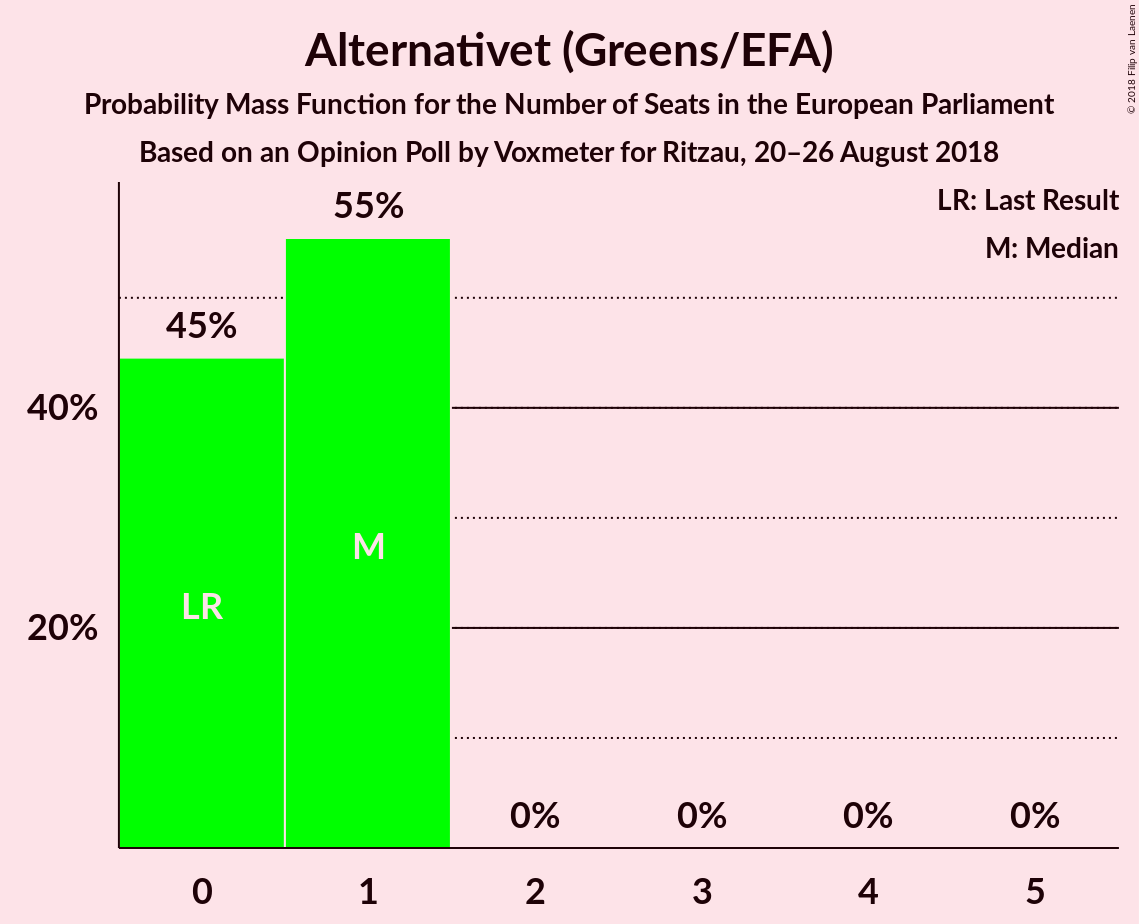 Alternativet (Greens/EFA)
Probability Mass Function for the Number of Seats in the European Parliament
Based on an Opinion Poll by Voxmeter for Ritzau, 20–26 August 2018
© 2018 Filip van Laenen
LR: Last Result
M: Median
55%
45%
40%
20%
M
LR
0% 0% 0% 0%
0 1 2 3 4 5